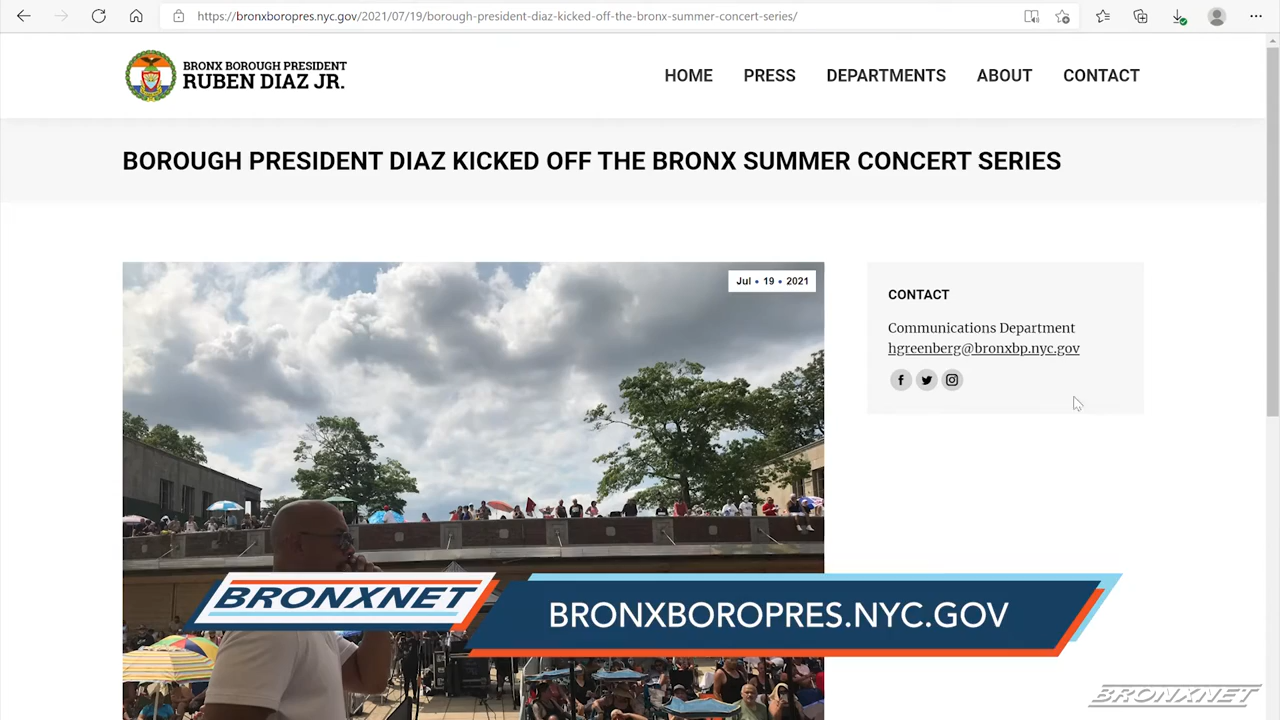 https://bronxboropres.nyc.gov/2021/07/19/borough-president-diaz-kicked-off-the-bronx-summer-concert-series/
BRONX BOROUGH PRESIDENT
RUBEN DIAZ JR.
HOME PRESS DEPARTMENTS ABOUT CONTACT
BOROUGH PRESIDENT DIAZ KICKED OFF THE BRONX SUMMER CONCERT SERIES
Jul • 19 • 2021
CONTACT
Communications Department
hgreenberg@bronxbp.nyc.gov
BRONXNET
BRONXBOROPRES.NYC.GOV
BRONXNET